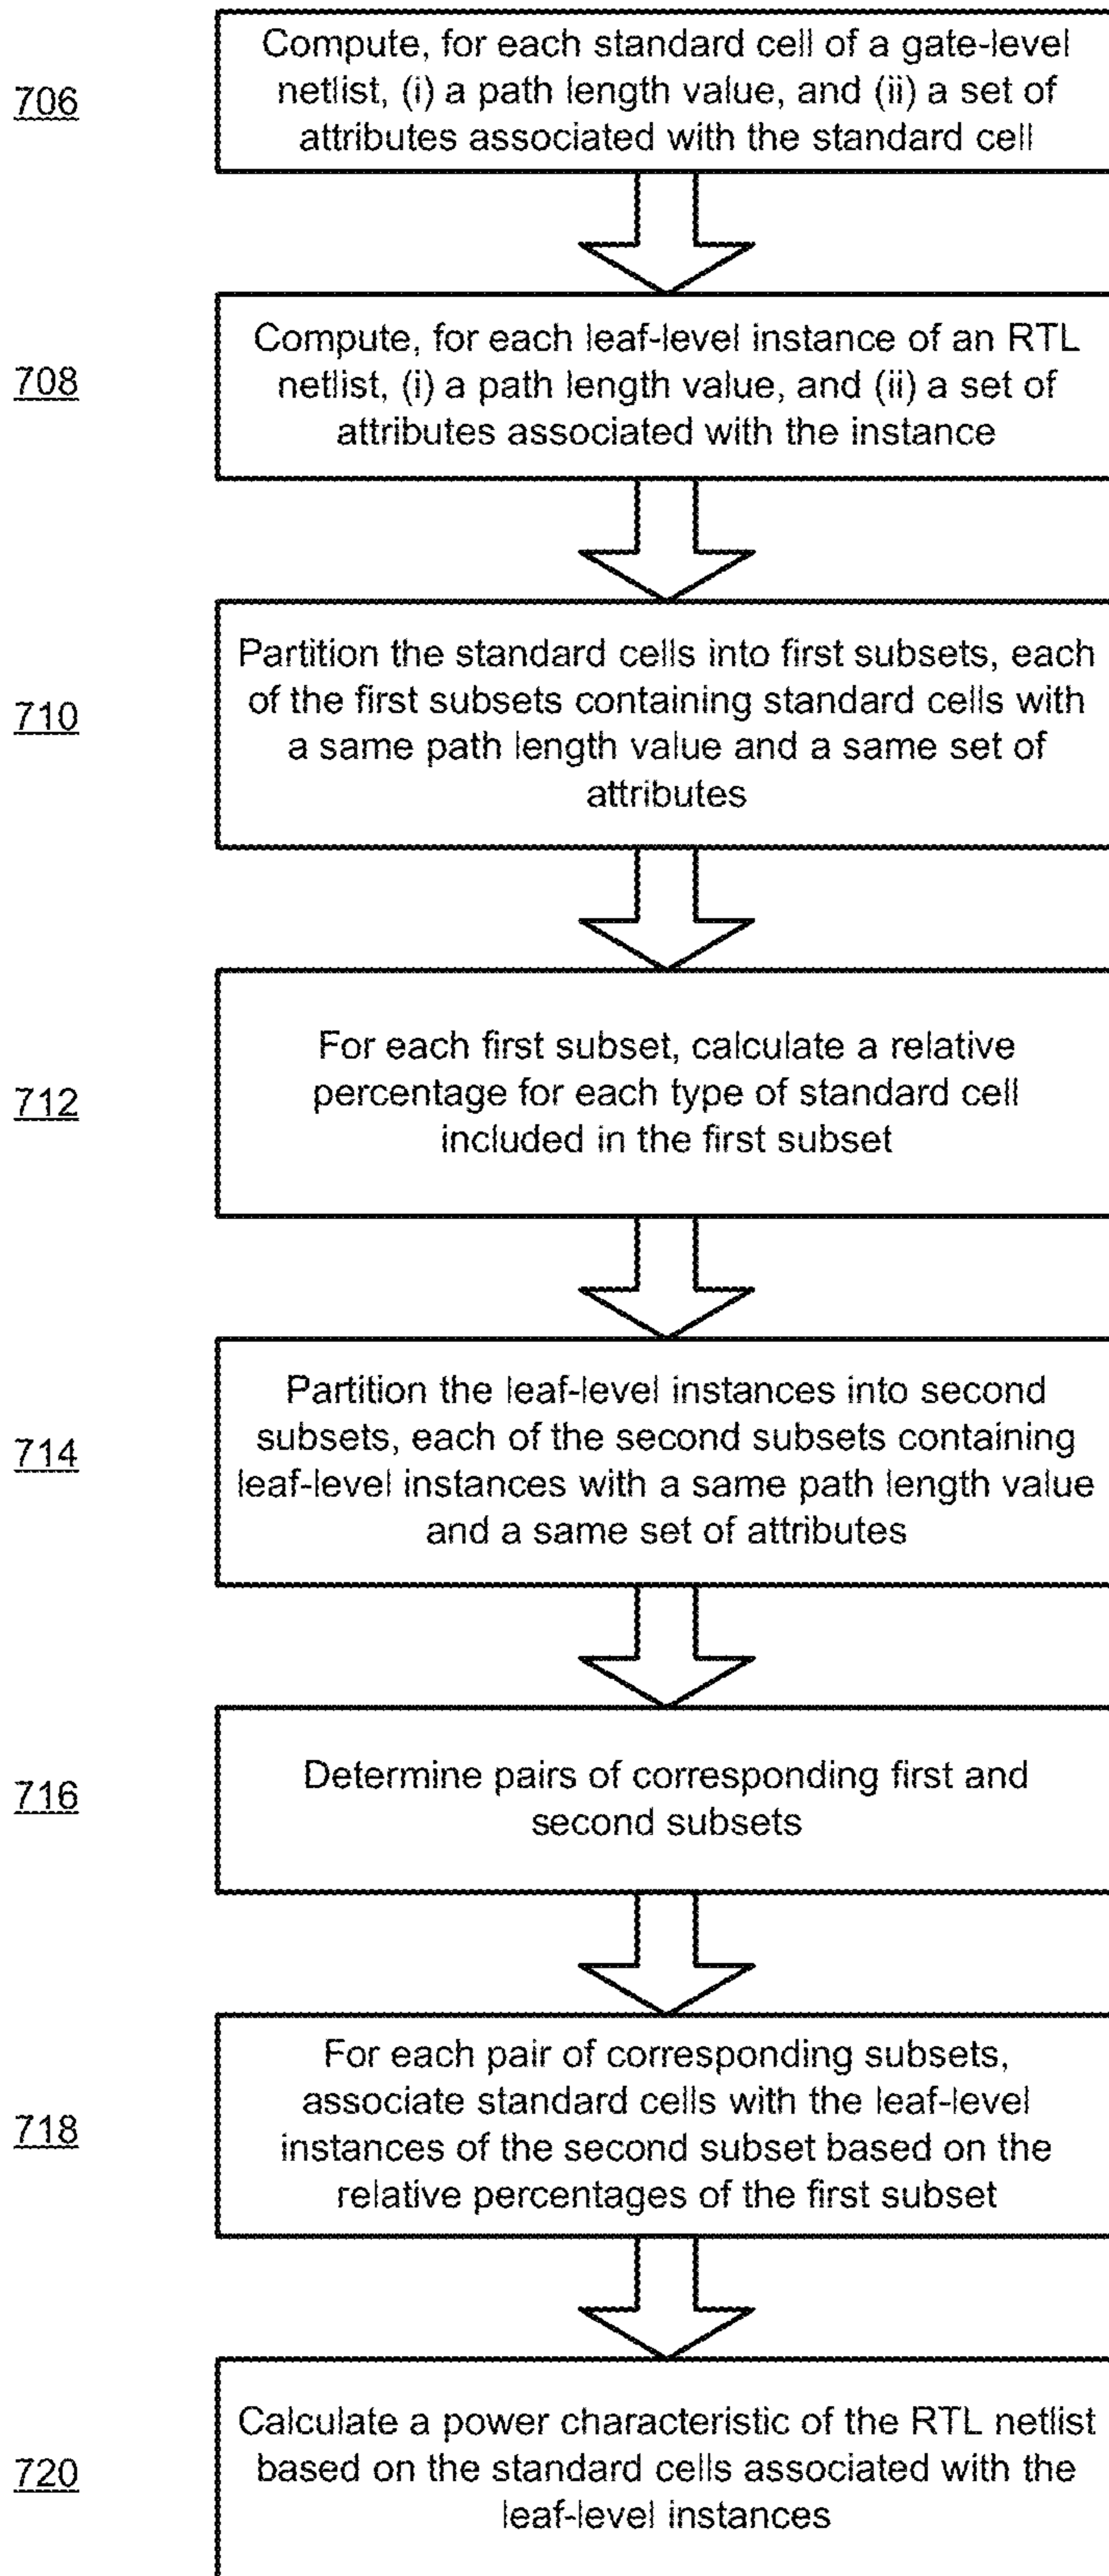 706
Compute, for each standard cell of a gate-level
netlist, (i) a path length value, and (ii) a set of
attributes associated with the standard cell
708
Compute, for each leaf-level instance of an RTL
netlist, (i) a path length value, and (ii) a set of
attributes associated with the instance
710
Partition the standard cells into first subsets, each
of the first subsets containing standard cells with
a same path length value and a same set of
attributes
712
For each first subset, calculate a relative
percentage for each type of standard cell
included in the first subset
714
Partition the leaf-level instances into second
subsets, each of the second subsets containing
leaf-level instances with a same path length value
and a same set of attributes
716
Determine pairs of corresponding first and
second subsets
718
For each pair of corresponding subsets,
associate standard cells with the leaf-level
instances of the second subset based on the
relative percentages of the first subset
720
Calculate a power characteristic of the RTL netlist
based on the standard cells associated with the
leaf-level instances